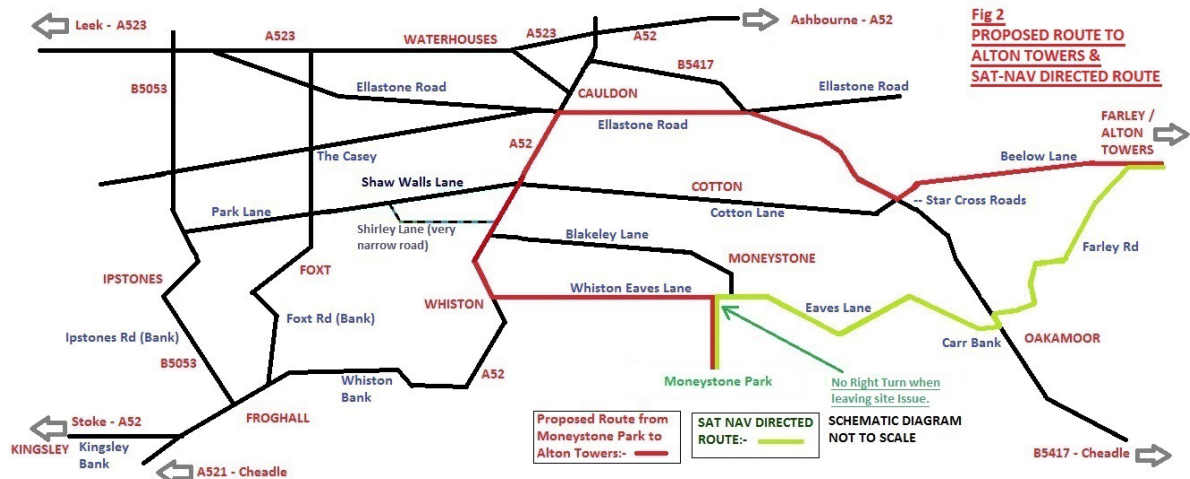 Leek - A523
A523
WATERHOUSES
A523
A52
Ashbourne - A52
Fig 2
PROPOSED ROUTE TO
ALTON TOWERS &
SAT-NAV DIRECTED ROUTE
B5053
Ellastone Road
CAULDON
B5417
Ellastone Road
Ellastone Road
A52
The Casey
FARLEY /
ALTON
TOWERS
Beelow Lane
Shaw Walls Lane
COTTON
Park Lane
Cotton Lane
-- Star Cross Roads
Shirley Lane (very
narrow road)
Blakeley Lane
MONEYSTONE
Farley Rd
IPSTONES
FOXT
WHISTON
Whiston Eaves Lane
Eaves Lane
Ipstones Rd (Bank)
Foxt Rd (Bank)
Carr Bank
OAKAMOOR
B5053
Whiston
Bank
A52
Moneystone Park
No Right Turn when
leaving site Issue.
FROGHALL
Stoke - A52
KINGSLEY
Kingsley
Bank
A521 - Cheadle
Proposed Route from
Moneystone Park to
Alton Towers:-
SAT NAV DIRECTED
ROUTE:-
SCHEMATIC DIAGRAM
NOT TO SCALE
B5417 - Cheadle